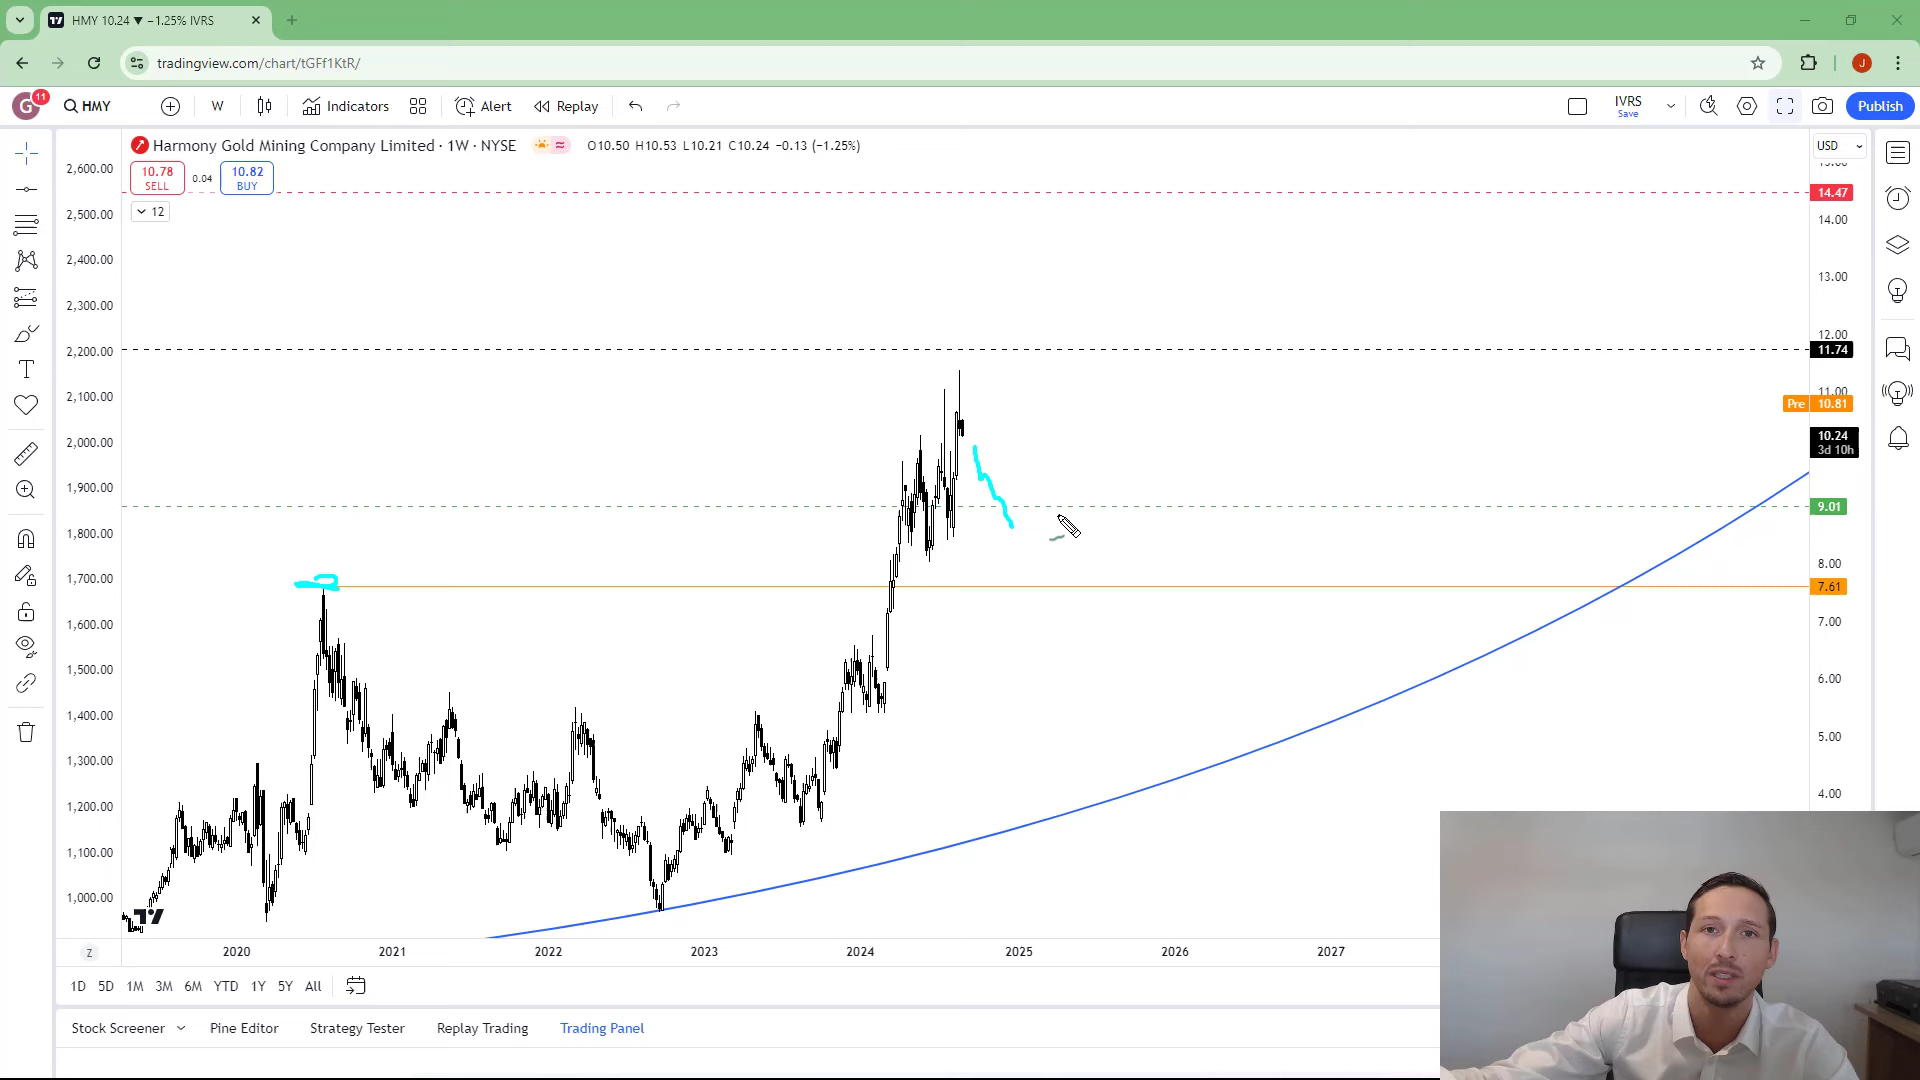 HMY 10.24 ▼ −1.25% IVRS
tradingview.com/chart/tGFf1KtR/
J
G 11 HMY W Indicators Alert Replay IVRS Save Publish
Harmony Gold Mining Company Limited · 1W · NYSE O10.50 H10.53 L10.21 C10.24 −0.13 (−1.25%) USD
10.78 SELL 0.04 10.82 BUY
12
2,600.00
2,500.00
2,400.00
2,300.00
2,200.00
2,100.00
2,000.00
1,900.00
1,800.00
1,700.00
1,600.00
1,500.00
1,400.00
1,300.00
1,200.00
1,100.00
1,000.00
14.47
14.00
13.00
12.00
11.74
11.00
Pre 10.81
10.24
3d 10h
9.01
8.00
7.61
7.00
6.00
5.00
4.00
Z 2020 2021 2022 2023 2024 2025 2026 2027
1D 5D 1M 3M 6M YTD 1Y 5Y All
Stock Screener Pine Editor Strategy Tester Replay Trading Trading Panel